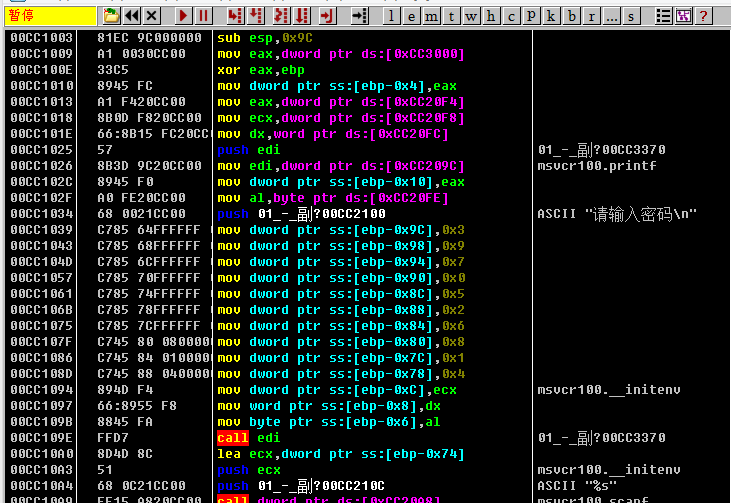 暂停 l e m t w h c p k b r ... s ?
00CC1003 81EC 9C000000 sub esp,0x9C
00CC1009 A1 0030CC00 mov eax,dword ptr ds:[0xCC3000]
00CC100E 33C5 xor eax,ebp
00CC1010 8945 FC mov dword ptr ss:[ebp-0x4],eax
00CC1013 A1 F420CC00 mov eax,dword ptr ds:[0xCC20F4]
00CC1018 8B0D F820CC00 mov ecx,dword ptr ds:[0xCC20F8]
00CC101E 66:8B15 FC20CC0 mov dx,word ptr ds:[0xCC20FC]
00CC1025 57 push edi 01_-_副?00CC3370
00CC1026 8B3D 9C20CC00 mov edi,dword ptr ds:[0xCC209C] msvcr100.printf
00CC102C 8945 F0 mov dword ptr ss:[ebp-0x10],eax
00CC102F A0 FE20CC00 mov al,byte ptr ds:[0xCC20FE]
00CC1034 68 0021CC00 push 01_-_副?00CC2100 ASCII "请输入密码\n"
00CC1039 C785 64FFFFFF mov dword ptr ss:[ebp-0x9C],0x3
00CC1043 C785 68FFFFFF mov dword ptr ss:[ebp-0x98],0x9
00CC104D C785 6CFFFFFF mov dword ptr ss:[ebp-0x94],0x7
00CC1057 C785 70FFFFFF mov dword ptr ss:[ebp-0x90],0x0
00CC1061 C785 74FFFFFF mov dword ptr ss:[ebp-0x8C],0x5
00CC106B C785 78FFFFFF mov dword ptr ss:[ebp-0x88],0x2
00CC1075 C785 7CFFFFFF mov dword ptr ss:[ebp-0x84],0x6
00CC107F C745 80 0800000 mov dword ptr ss:[ebp-0x80],0x8
00CC1086 C745 84 0100000 mov dword ptr ss:[ebp-0x7C],0x1
00CC108D C745 88 0400000 mov dword ptr ss:[ebp-0x78],0x4
00CC1094 894D F4 mov dword ptr ss:[ebp-0xC],ecx msvcr100.__initenv
00CC1097 66:8955 F8 mov word ptr ss:[ebp-0x8],dx
00CC109B 8845 FA mov byte ptr ss:[ebp-0x6],al
00CC109E FFD7 call edi 01_-_副?00CC3370
00CC10A0 8D4D 8C lea ecx,dword ptr ss:[ebp-0x74]
00CC10A3 51 push ecx msvcr100.__initenv
00CC10A4 68 0C21CC00 push 01_-_副?00CC210C ASCII "%s"
00CC10A9 FF15 A820CC00 call dword ptr ds:[0xCC20A8] msvcr100.scanf